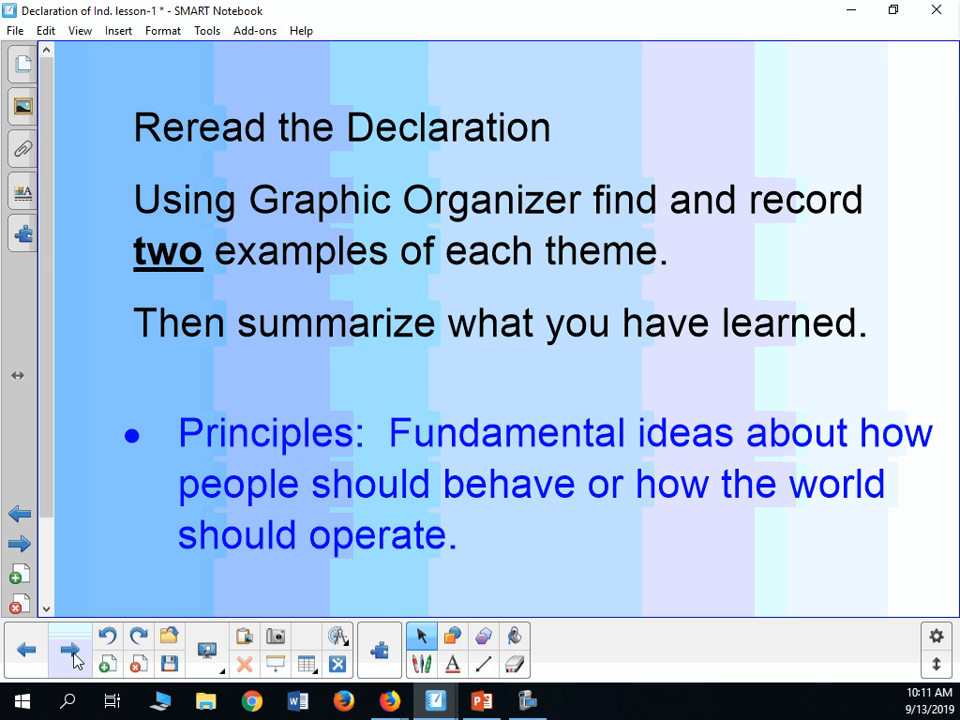 Declaration of Ind. lesson-1 * - SMART Notebook
File Edit View Insert Format Tools Add-ons Help
Reread the Declaration
Using Graphic Organizer find and record
two examples of each theme.
Then summarize what you have learned.
• Principles: Fundamental ideas about how
people should behave or how the world
should operate.
10:11 AM
9/13/2019